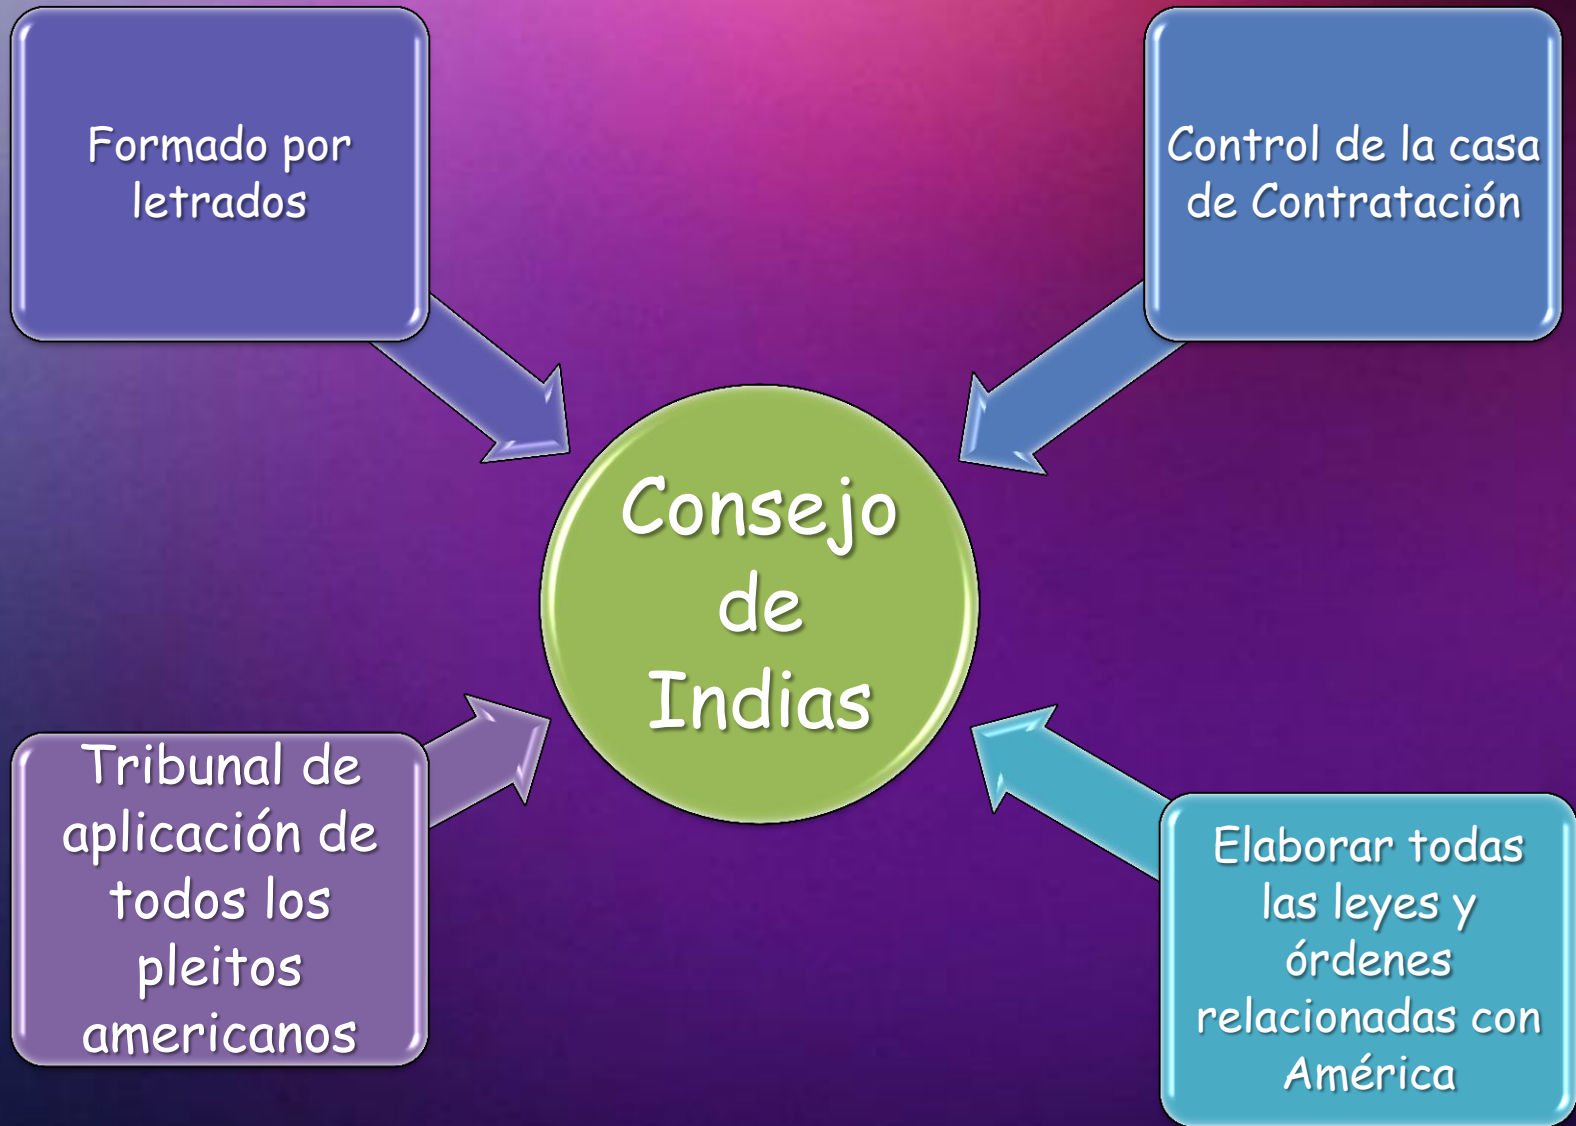 Formado por
letrados
Control de la casa
de Contratación
Consejo
de
Indias
Tribunal de
aplicación de
todos los
pleitos
americanos
Elaborar todas
las leyes y
órdenes
relacionadas con
América